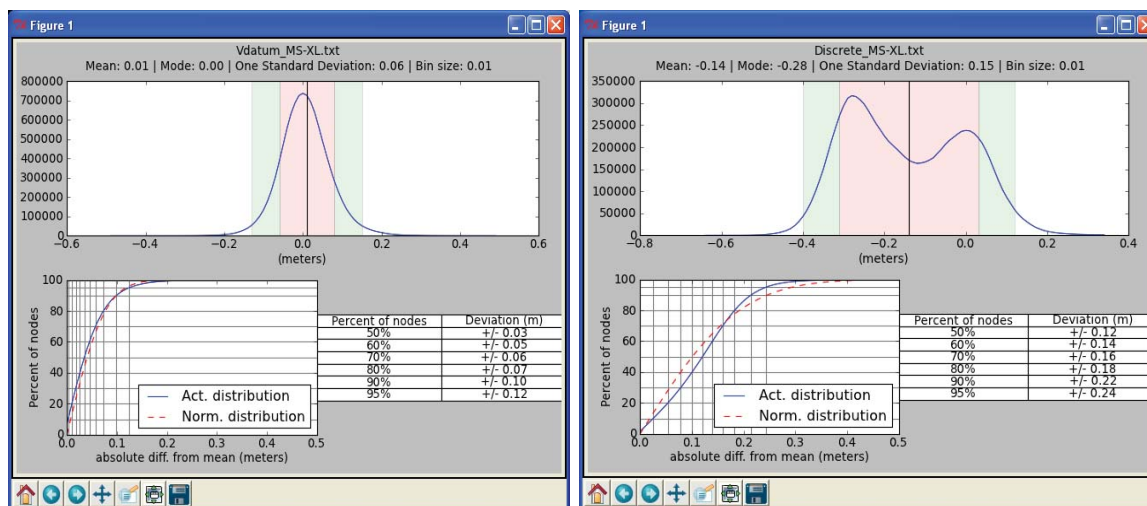 Figure 1
Vdatum_MS-XL.txt
Mean: 0.01 | Mode: 0.00 | One Standard Deviation: 0.06 | Bin size: 0.01
800000
700000
600000
500000
400000
300000
200000
100000
0
−0.6 −0.4 −0.2 0.0 0.2 0.4 0.6
(meters)
Percent of nodes
100
80
60
40
20
0
0.0 0.1 0.2 0.3 0.4 0.5
absolute diff. from mean (meters)
Act. distribution
Norm. distribution
Percent of nodes Deviation (m)
50% +/- 0.03
60% +/- 0.05
70% +/- 0.06
80% +/- 0.07
90% +/- 0.10
95% +/- 0.12
Figure 1
Discrete_MS-XL.txt
Mean: -0.14 | Mode: -0.28 | One Standard Deviation: 0.15 | Bin size: 0.01
350000
300000
250000
200000
150000
100000
50000
0
−0.8 −0.6 −0.4 −0.2 0.0 0.2 0.4
(meters)
Percent of nodes
100
80
60
40
20
0
0.0 0.1 0.2 0.3 0.4 0.5
absolute diff. from mean (meters)
Act. distribution
Norm. distribution
Percent of nodes Deviation (m)
50% +/- 0.12
60% +/- 0.14
70% +/- 0.16
80% +/- 0.18
90% +/- 0.22
95% +/- 0.24